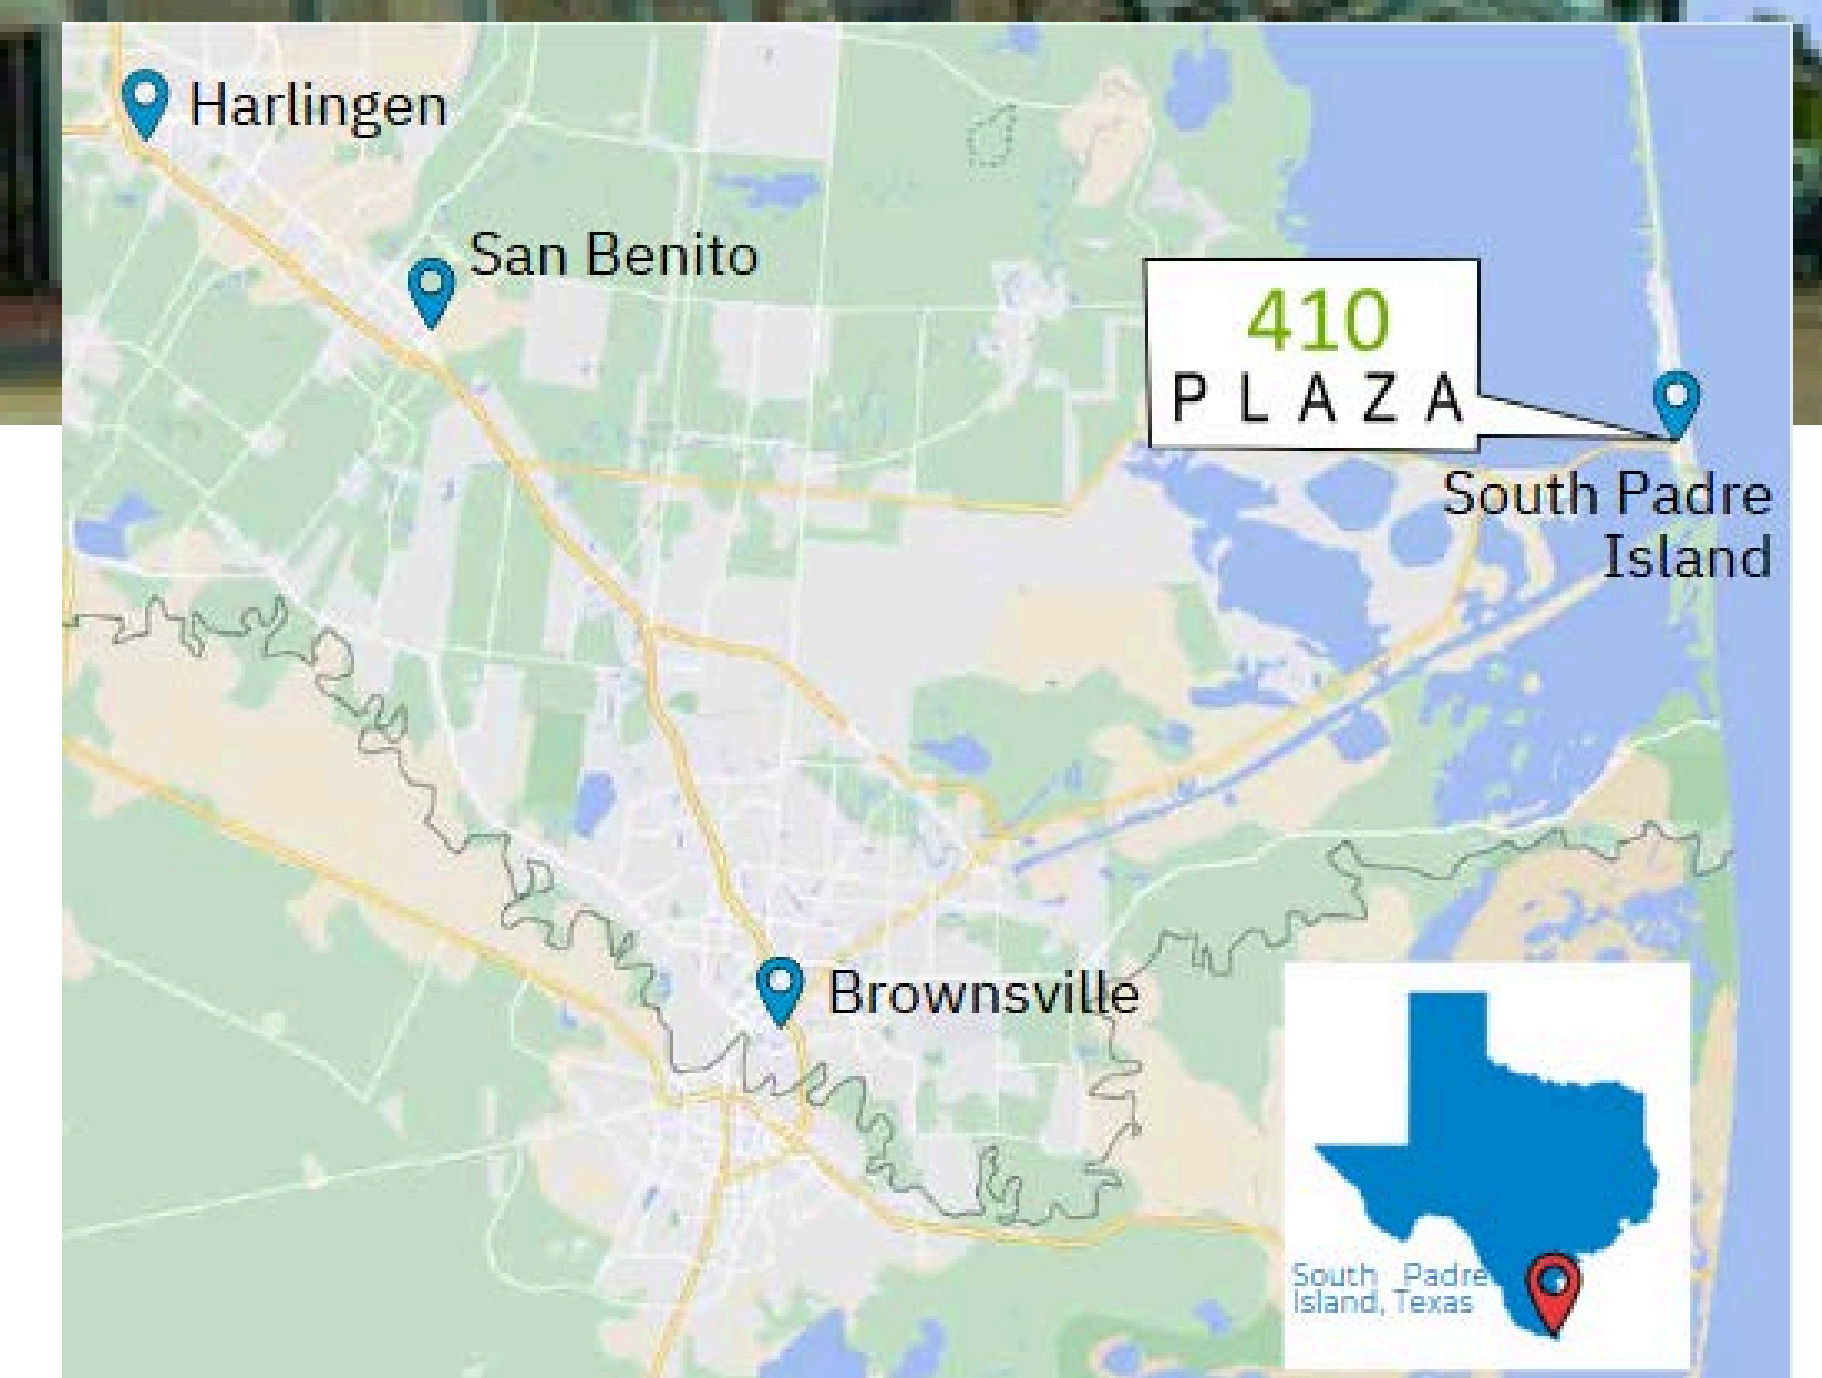 Harlingen
San Benito
410
PLAZA
South Padre
Island
Brownsville
South Padre
Island, Texas